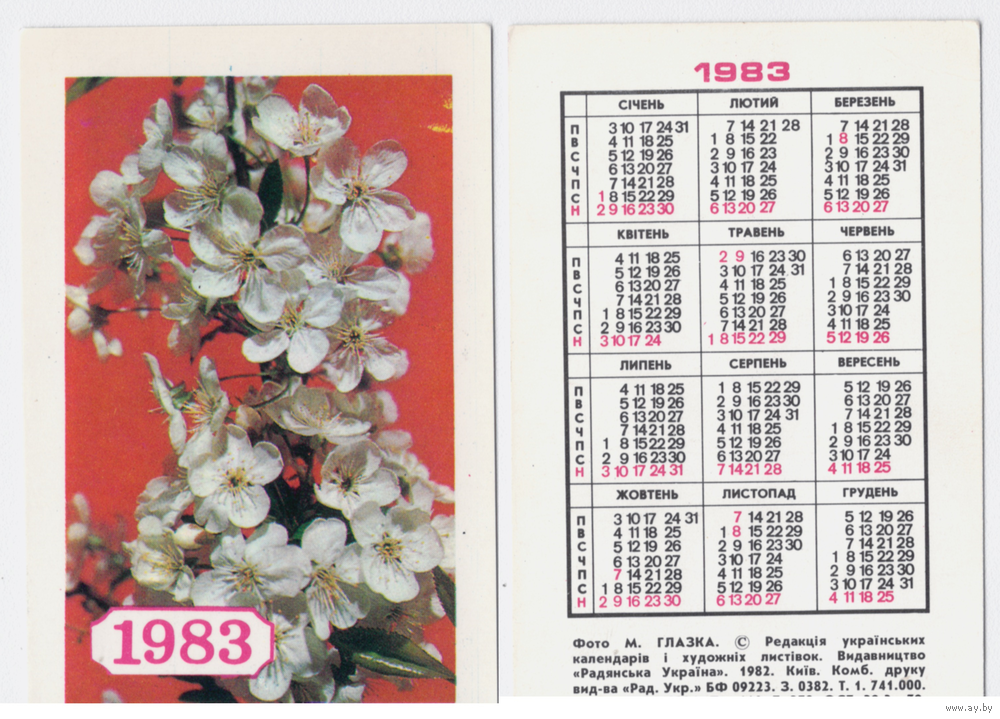 1983
1983
СІЧЕНЬ ЛЮТИЙ БЕРЕЗЕНЬ
П 3 10 17 24 31 7 14 21 28 7 14 21 28
В 4 11 18 25 1 8 15 22 1 8 15 22 29
С 5 12 19 26 2 9 16 23 2 9 16 23 30
Ч 6 13 20 27 3 10 17 24 3 10 17 24 31
П 7 14 21 28 4 11 18 25 4 11 18 25
С 1 8 15 22 29 5 12 19 26 5 12 19 26
Н 2 9 16 23 30 6 13 20 27 6 13 20 27
КВІТЕНЬ ТРАВЕНЬ ЧЕРВЕНЬ
П 4 11 18 25 2 9 16 23 30 6 13 20 27
В 5 12 19 26 3 10 17 24 31 7 14 21 28
С 6 13 20 27 4 11 18 25 1 8 15 22 29
Ч 7 14 21 28 5 12 19 26 2 9 16 23 30
П 1 8 15 22 29 6 13 20 27 3 10 17 24
С 2 9 16 23 30 7 14 21 28 4 11 18 25
Н 3 10 17 24 1 8 15 22 29 5 12 19 26
ЛИПЕНЬ СЕРПЕНЬ ВЕРЕСЕНЬ
П 4 11 18 25 1 8 15 22 29 5 12 19 26
В 5 12 19 26 2 9 16 23 30 6 13 20 27
С 6 13 20 27 3 10 17 24 31 7 14 21 28
Ч 7 14 21 28 4 11 18 25 1 8 15 22 29
П 1 8 15 22 29 5 12 19 26 2 9 16 23 30
С 2 9 16 23 30 6 13 20 27 3 10 17 24
Н 3 10 17 24 31 7 14 21 28 4 11 18 25
ЖОВТЕНЬ ЛИСТОПАД ГРУДЕНЬ
П 3 10 17 24 31 7 14 21 28 5 12 19 26
В 4 11 18 25 1 8 15 22 29 6 13 20 27
С 5 12 19 26 2 9 16 23 30 7 14 21 28
Ч 6 13 20 27 3 10 17 24 1 8 15 22 29
П 7 14 21 28 4 11 18 25 2 9 16 23 30
С 1 8 15 22 29 5 12 19 26 3 10 17 24 31
Н 2 9 16 23 30 6 13 20 27 4 11 18 25
Фото М. ГЛАЗКА. © Редакція українських
календарів і художніх листівок. Видавництво
«Радянська Україна». 1982. Київ. Комб. друку
вид-ва «Рад. Укр.» БФ 09223. З. 0382. Т. 1. 741.000.
www.ay.by